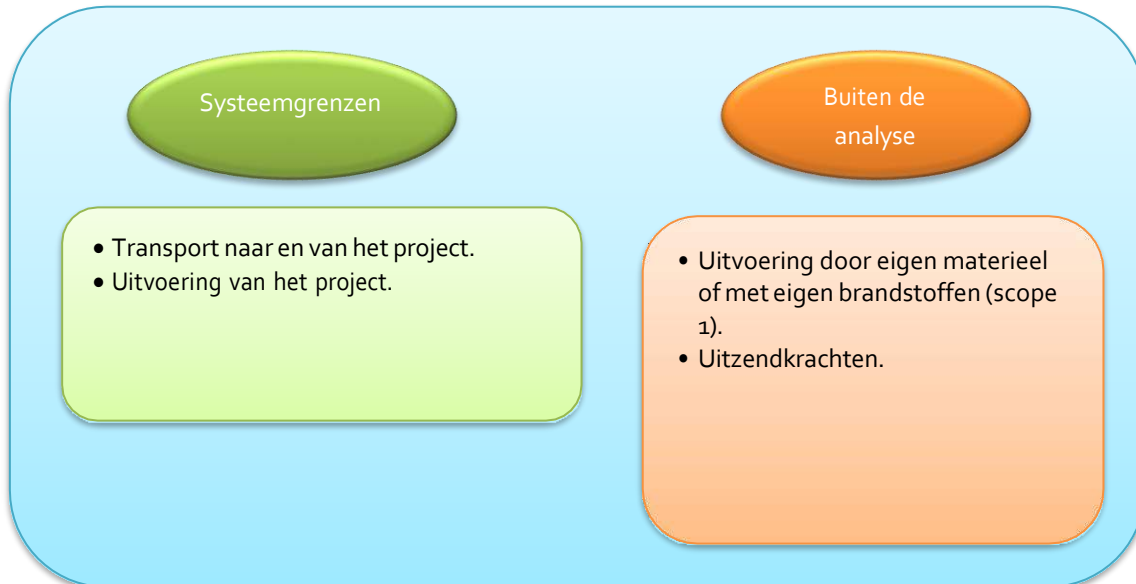 Systeemgrenzen
• Transport naar en van het project.
• Uitvoering van het project.
Buiten de
analyse
• Uitvoering door eigen materieel
of met eigen brandstoffen (scope
1).
• Uitzendkrachten.